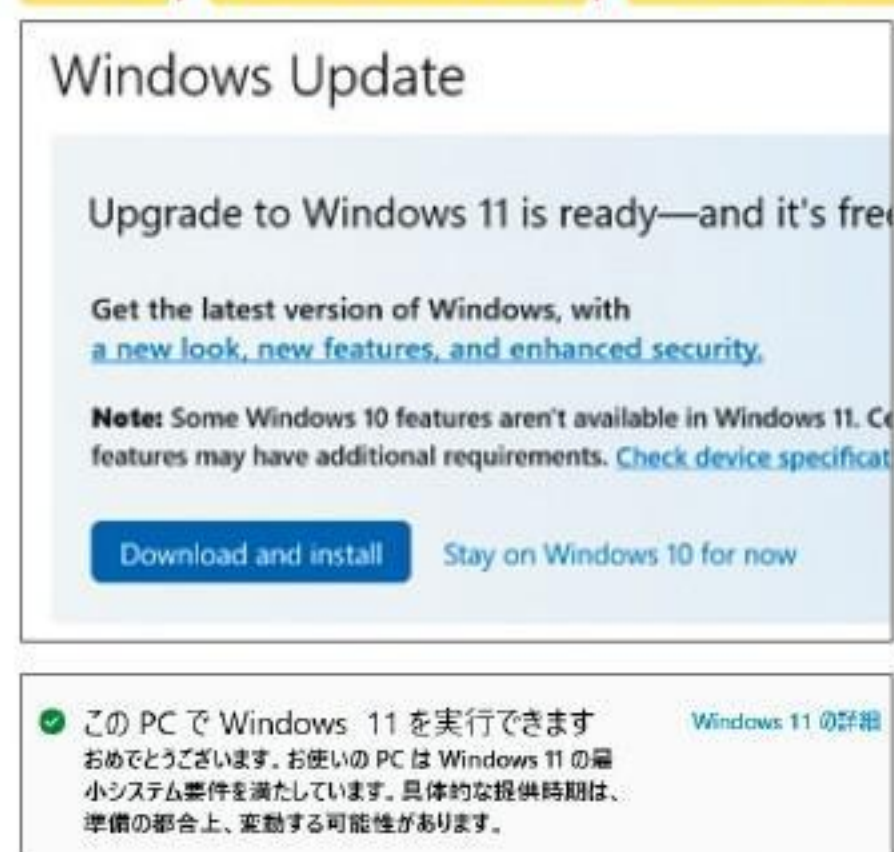 Windows Update
Upgrade to Windows 11 is ready—and it's free
Get the latest version of Windows, with
a new look, new features, and enhanced security.
Note: Some Windows 10 features aren't available in Windows 11.
features may have additional requirements. Check device
Download and install
Stay on Windows 10 for now
この PC で Windows 11 を実行できます
Windows 11 の詳細
おめでとうございます。お使いの PC は Windows 11 の最
小システム要件を満たしています。具体的な提供時期は、
準備の都合上、変動する可能性があります。